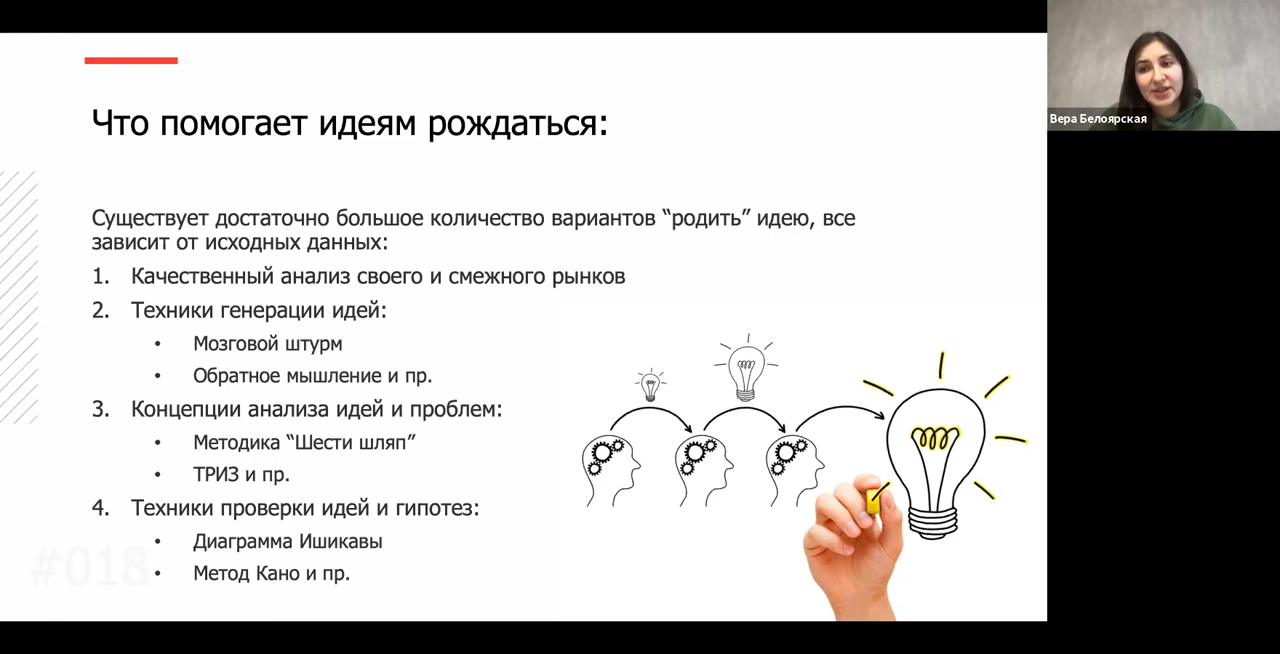 Что помогает идеям рождаться:
Существует достаточно большое количество вариантов “родить” идею, все
зависит от исходных данных:
1. Качественный анализ своего и смежного рынков
2. Техники генерации идей:
• Мозговой штурм
• Обратное мышление и пр.
3. Концепции анализа идей и проблем:
• Методика “Шести шляп”
• ТРИЗ и пр.
4. Техники проверки идей и гипотез:
• Диаграмма Ишикавы
• Метод Кано и пр.
#018
Вера Белоярская